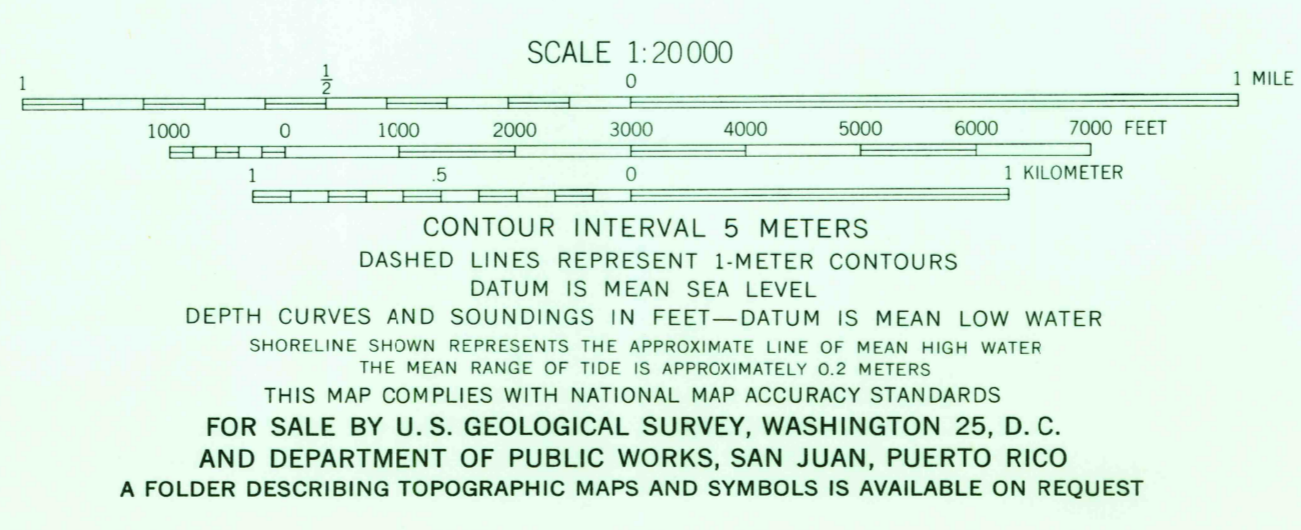 SCALE 1:20000
1 1/2 0 1 MILE
1000 0 1000 2000 3000 4000 5000 6000 7000 FEET
1 .5 0 1 KILOMETER
CONTOUR INTERVAL 5 METERS
DASHED LINES REPRESENT 1-METER CONTOURS
DATUM IS MEAN SEA LEVEL
DEPTH CURVES AND SOUNDINGS IN FEET—DATUM IS MEAN LOW WATER
SHORELINE SHOWN REPRESENTS THE APPROXIMATE LINE OF MEAN HIGH WATER
THE MEAN RANGE OF TIDE IS APPROXIMATELY 0.2 METERS
THIS MAP COMPLIES WITH NATIONAL MAP ACCURACY STANDARDS
FOR SALE BY U. S. GEOLOGICAL SURVEY, WASHINGTON 25, D. C.
AND DEPARTMENT OF PUBLIC WORKS, SAN JUAN, PUERTO RICO
A FOLDER DESCRIBING TOPOGRAPHIC MAPS AND SYMBOLS IS AVAILABLE ON REQUEST